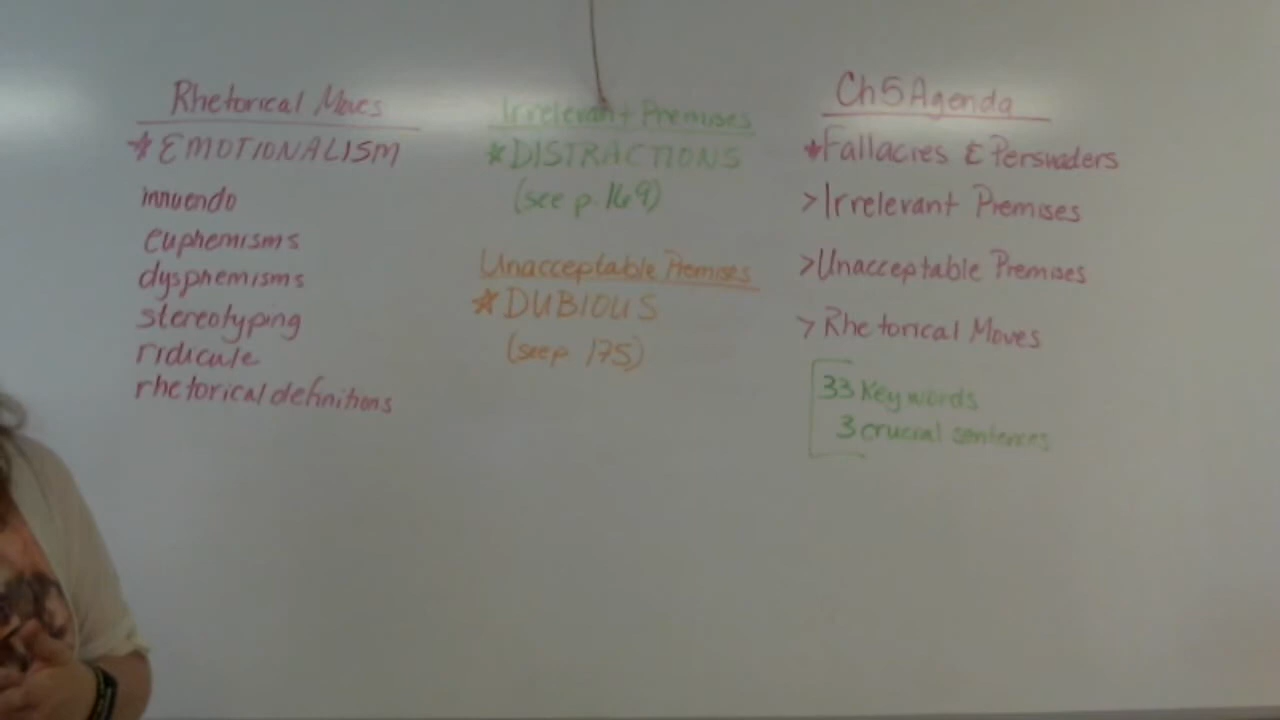 Rhetorical Moves
* EMOTIONALISM
innuendo
euphemisms
dysphemisms
stereotyping
ridicule
rhetorical definitions
Irrelevant Premises
* DISTRACTIONS
(see p. 169)
Unacceptable Premises
* DUBIOUS
(see p. 175)
Ch 5 Agenda
* Fallacies & Persuaders
> Irrelevant Premises
> Unacceptable Premises
> Rhetorical Moves
33 Key words
3 crucial sentences